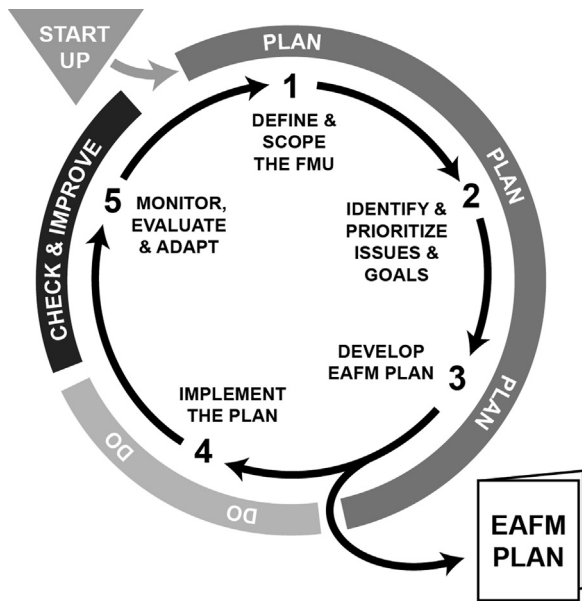 START
UP
PLAN
1
DEFINE &
SCOPE
THE FMU
PLAN
2
IDENTIFY &
PRIORITIZE
ISSUES &
GOALS
3
DEVELOP
EAFM PLAN
PLAN
EAFM
PLAN
4
IMPLEMENT
THE PLAN
DO
DO
5
MONITOR,
EVALUATE
& ADAPT
CHECK & IMPROVE